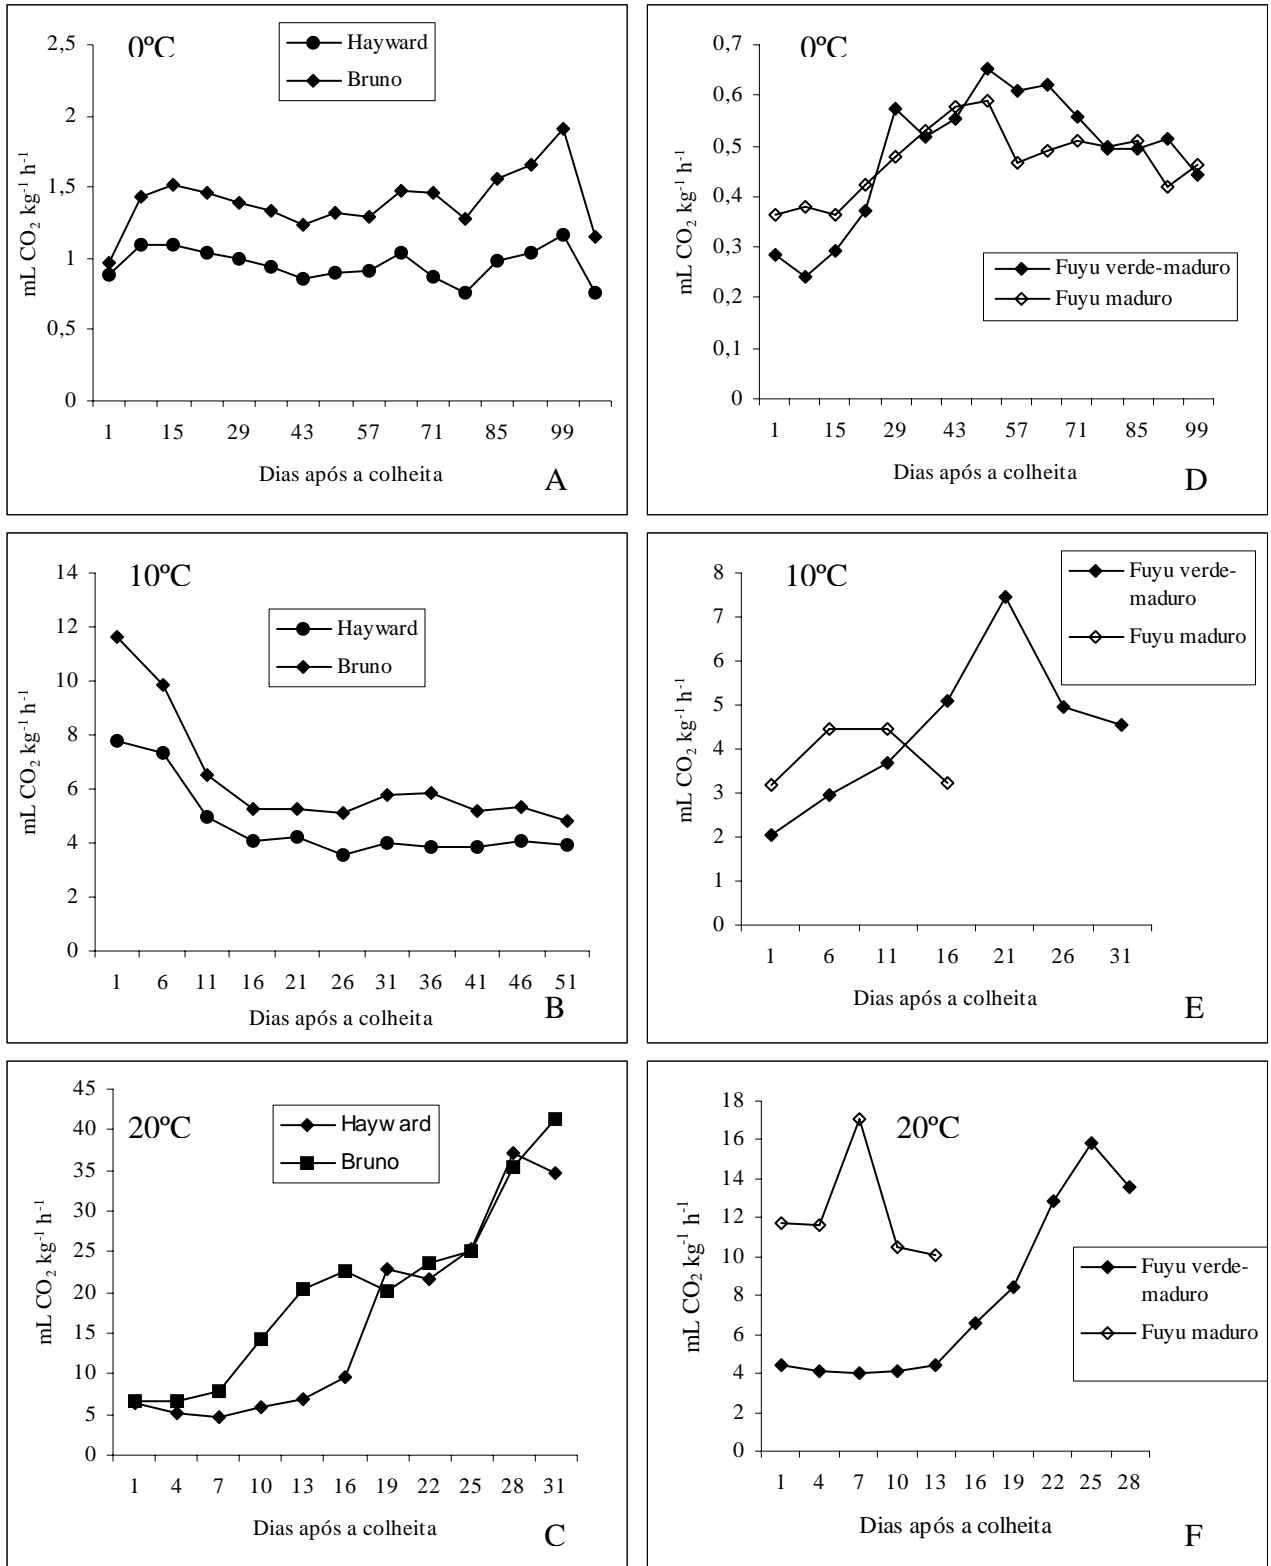 0ºC
Hayward
Bruno
2,5
2
1,5
1
0,5
0
mL CO₂ kg⁻¹ h⁻¹
1 15 29 43 57 71 85 99
Dias após a colheita
A
0ºC
0,7
0,6
0,5
0,4
0,3
0,2
0,1
0
mL CO₂ kg⁻¹ h⁻¹
Fuyu verde-maduro
Fuyu maduro
1 15 29 43 57 71 85 99
Dias após a colheita
D
10ºC
Hayward
Bruno
14
12
10
8
6
4
2
0
mL CO₂ kg⁻¹ h⁻¹
1 6 11 16 21 26 31 36 41 46 51
Dias após a colheita
B
10ºC
Fuyu verde-
maduro
Fuyu maduro
8
7
6
5
4
3
2
1
0
mL CO₂ kg⁻¹ h⁻¹
1 6 11 16 21 26 31
Dias após a colheita
E
20ºC
Hayward
Bruno
45
40
35
30
25
20
15
10
5
0
mL CO₂ kg⁻¹ h⁻¹
1 4 7 10 13 16 19 22 25 28 31
Dias após a colheita
C
20ºC
18
16
14
12
10
8
6
4
2
0
mL CO₂ kg⁻¹ h⁻¹
Fuyu verde-
maduro
Fuyu maduro
1 4 7 10 13 16 19 22 25 28
Dias após a colheita
F